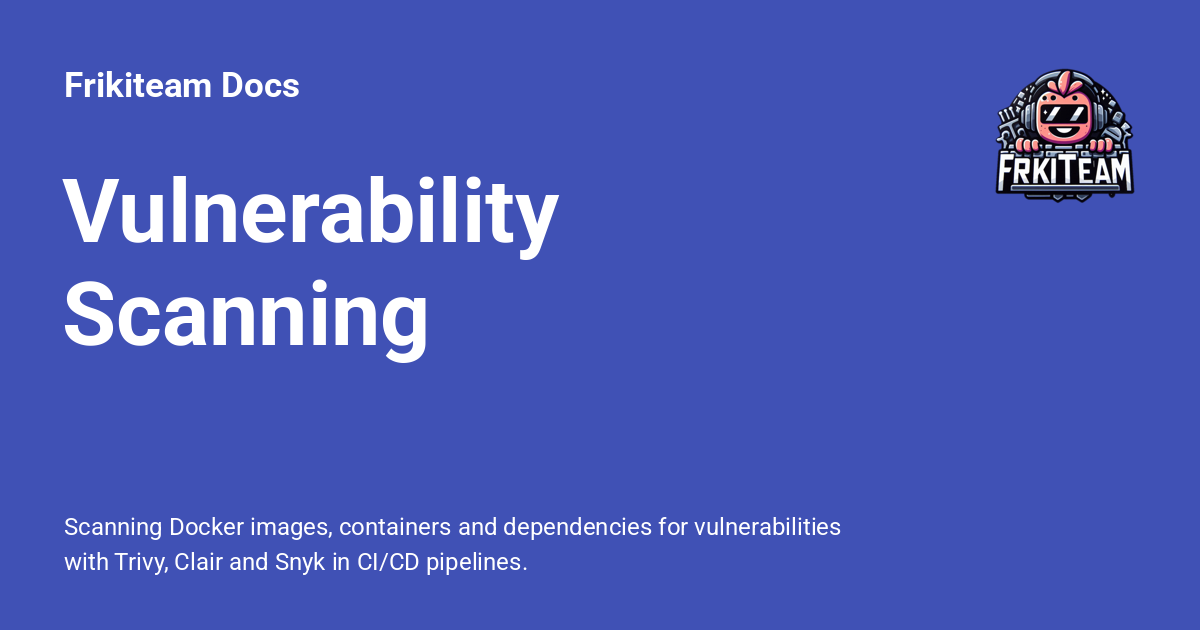 Frikiteam Docs
FRKITEAM
Vulnerability
Scanning
Scanning Docker images, containers and dependencies for vulnerabilities
with Trivy, Clair and Snyk in CI/CD pipelines.